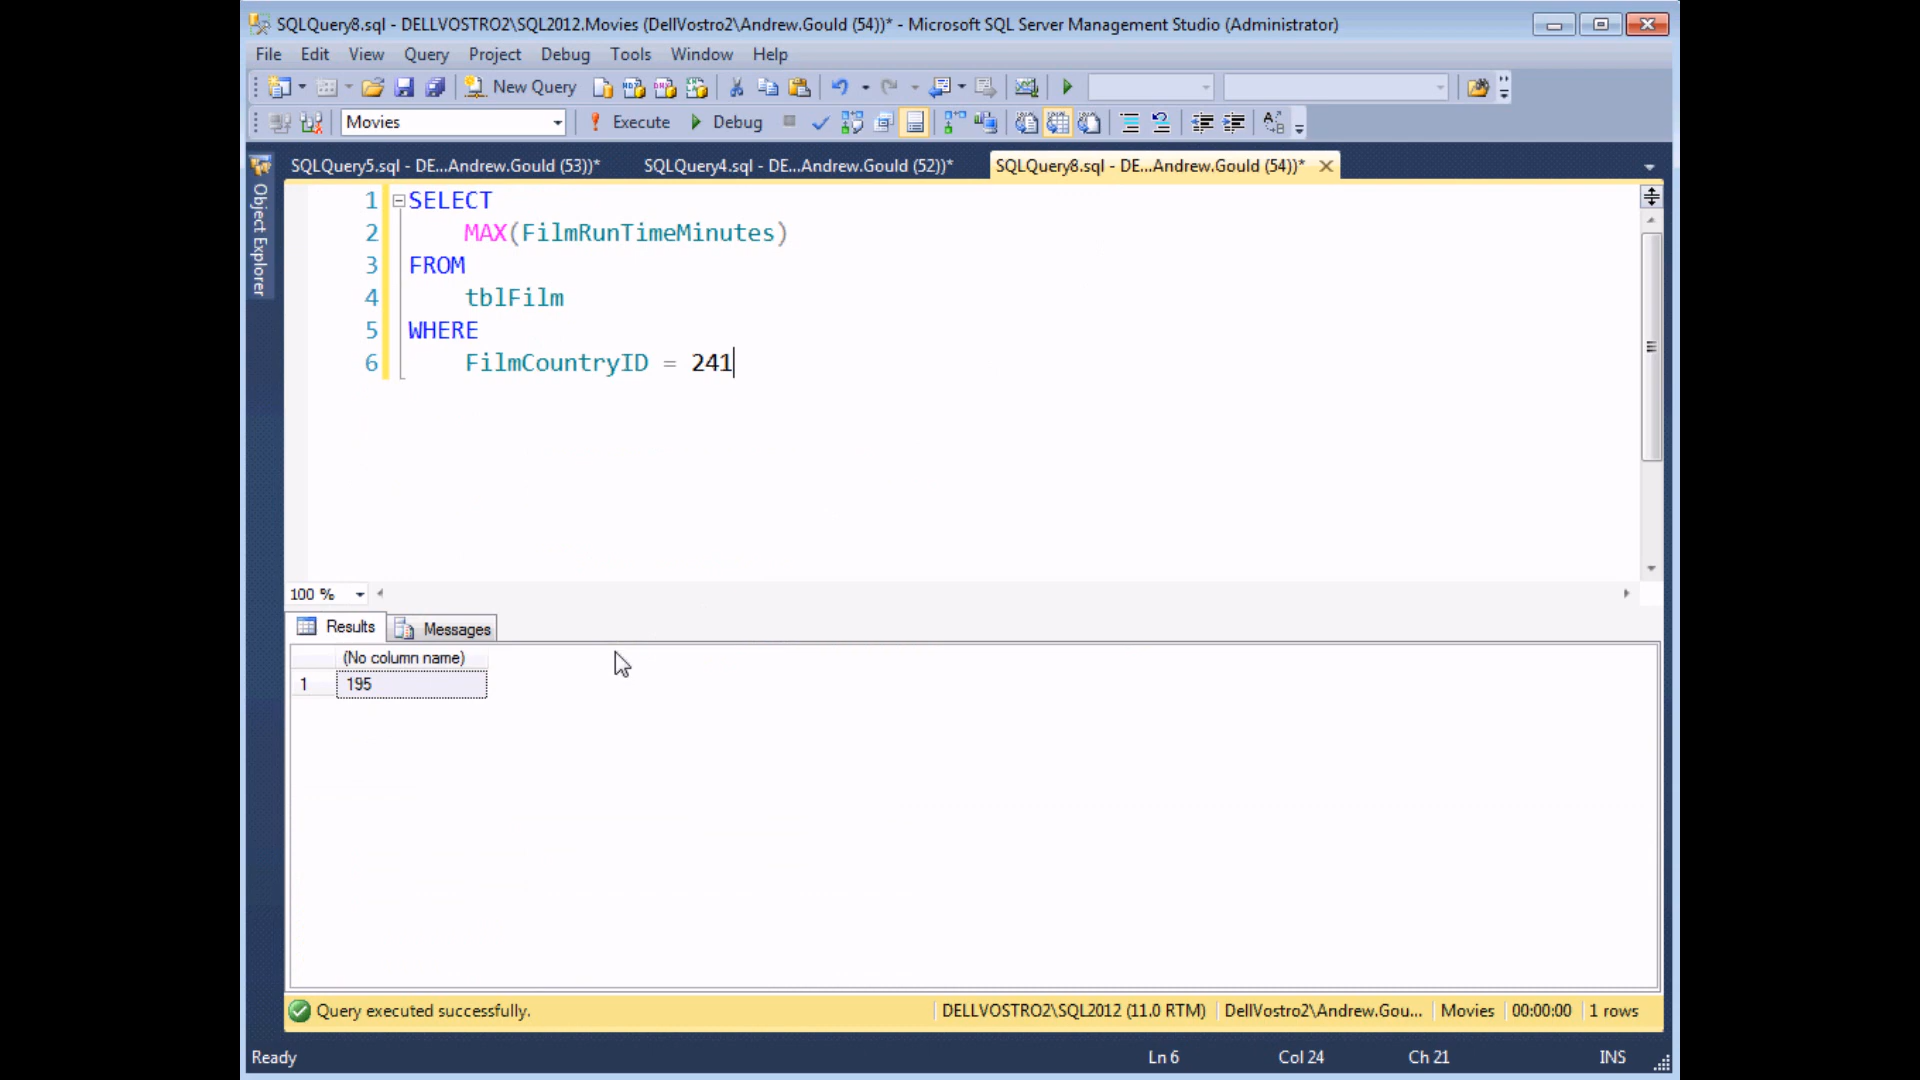 SQLQuery8.sql - DELLVOSTRO2\SQL2012.Movies (DellVostro2\Andrew.Gould (54))* - Microsoft SQL Server Management Studio (Administrator)
File Edit View Query Project Debug Tools Window Help
New Query
Movies Execute Debug
SQLQuery5.sql - DE...Andrew.Gould (53))* SQLQuery4.sql - DE...Andrew.Gould (52))* SQLQuery8.sql - DE...Andrew.Gould (54))*
Object Explorer
1 SELECT
2 MAX(FilmRunTimeMinutes)
3 FROM
4 tblFilm
5 WHERE
6 FilmCountryID = 241
100 %
Results Messages
(No column name)
1 195
Query executed successfully. DELLVOSTRO2\SQL2012 (11.0 RTM) DellVostro2\Andrew.Gou... Movies 00:00:00 1 rows
Ready Ln 6 Col 24 Ch 21 INS